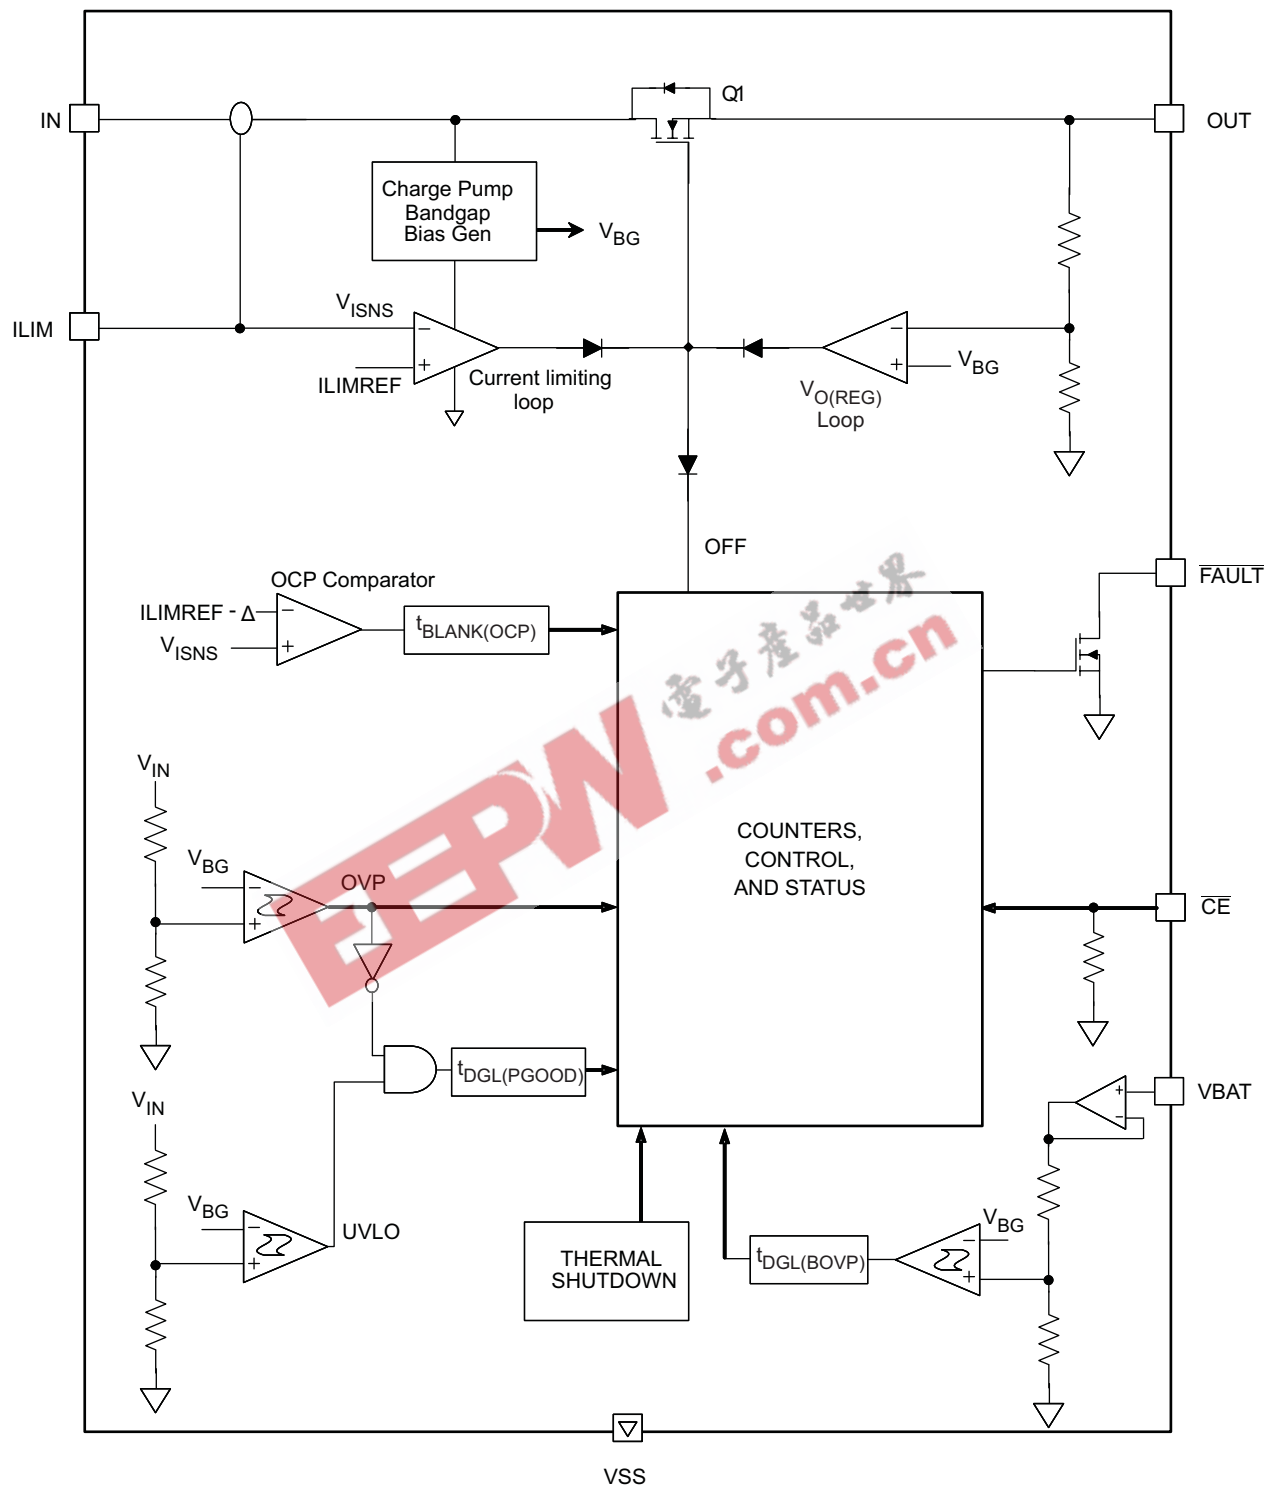 Q1
IN
OUT
Charge Pump
Bandgap
Bias Gen
VBG
VISNS
ILIM
−
+
ILIMREF
Current limiting
loop
−
+
VBG
VO(REG)
Loop
OFF
FAULT
OCP Comparator
ILIMREF - Δ
−
VISNS
+
tBLANK(OCP)
電子產品世界
.com.cn
EEPW
VIN
COUNTERS,
CONTROL,
AND STATUS
VBG
−
+
OVP
CE
tDGL(PGOOD)
VIN
+
−
VBAT
VBG
−
+
UVLO
THERMAL
SHUTDOWN
tDGL(BOVP)
VBG
−
+
VSS